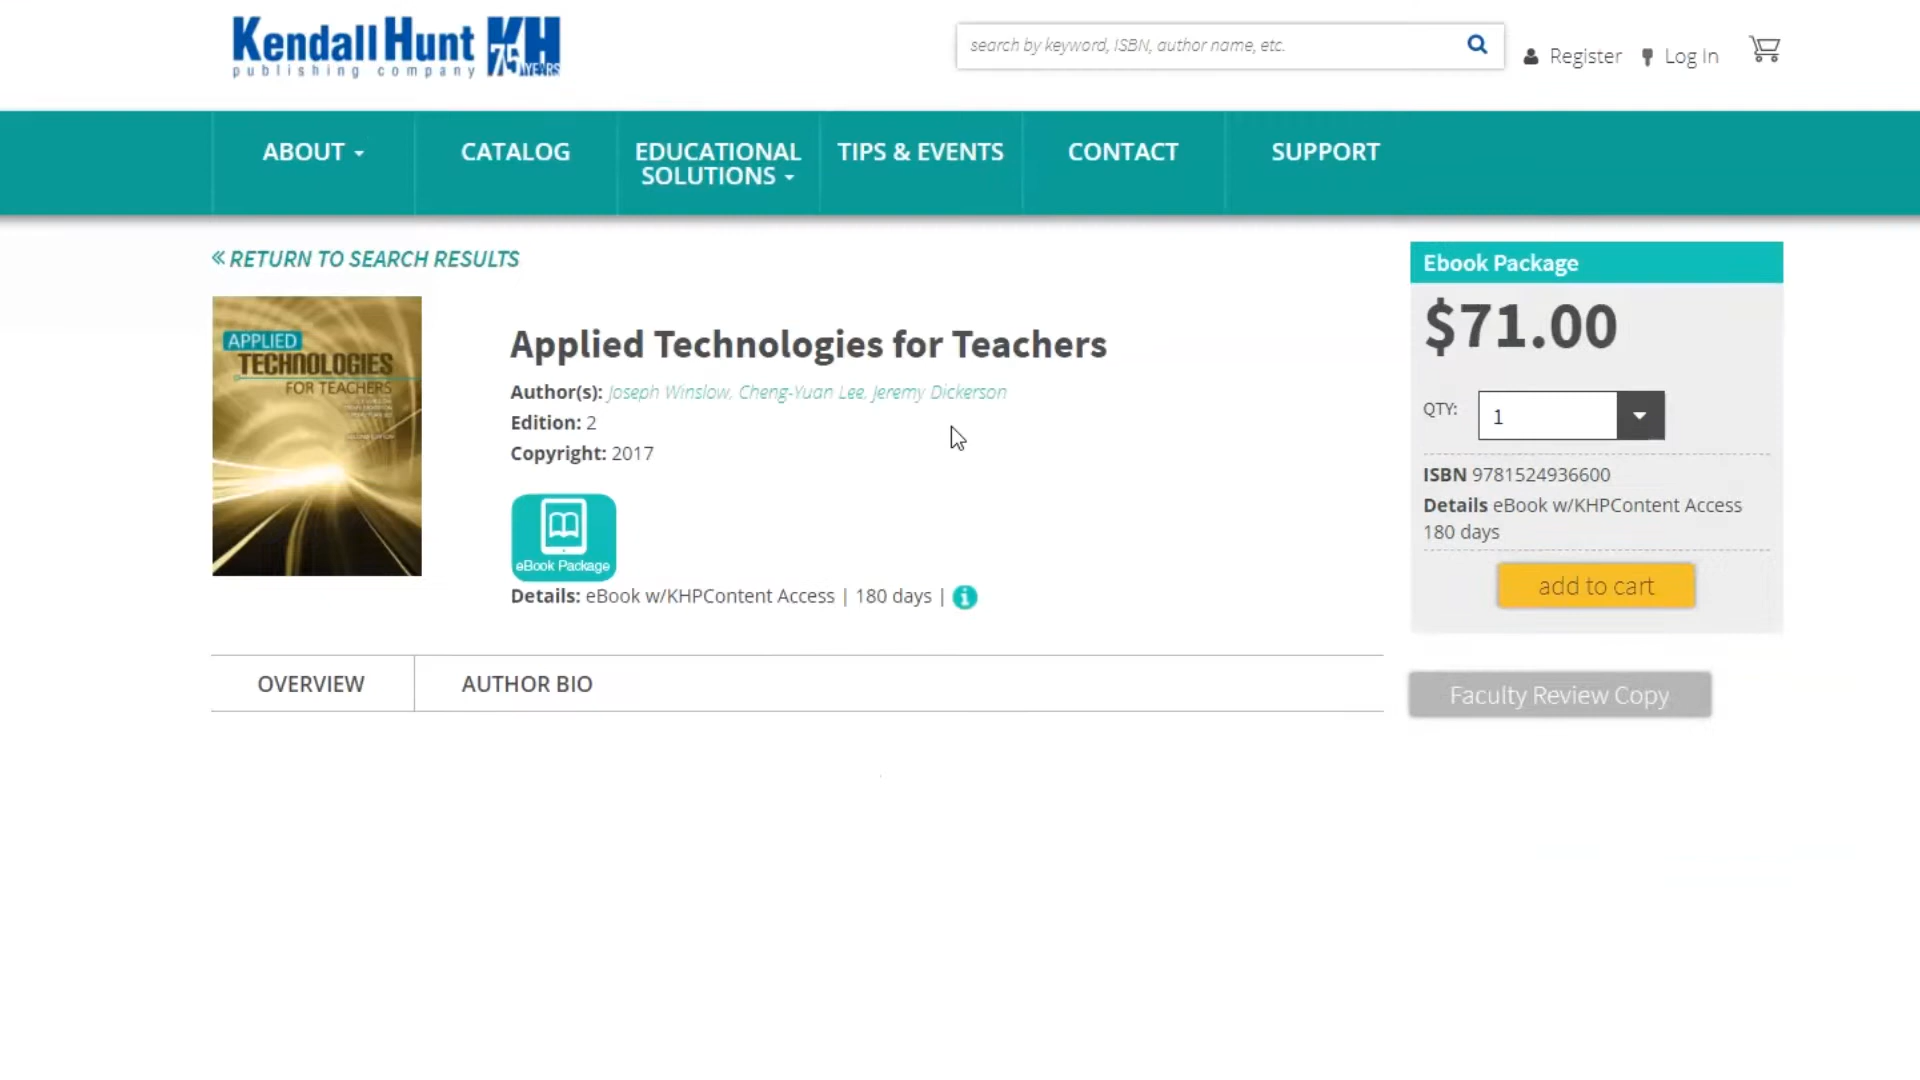 Kendall Hunt
publishing company
KH
75 YEARS
search by keyword, ISBN, author name, etc.
Register
Log In
ABOUT
CATALOG
EDUCATIONAL
SOLUTIONS
TIPS & EVENTS
CONTACT
SUPPORT
« RETURN TO SEARCH RESULTS
APPLIED
TECHNOLOGIES
FOR TEACHERS
Applied Technologies for Teachers
Author(s): Joseph Winslow, Cheng-Yuan Lee, Jeremy Dickerson
Edition: 2
Copyright: 2017
eBook Package
Details: eBook w/KHPContent Access | 180 days |
OVERVIEW
AUTHOR BIO
Ebook Package
$71.00
QTY: 1
ISBN 9781524936600
Details eBook w/KHPContent Access
180 days
add to cart
Faculty Review Copy